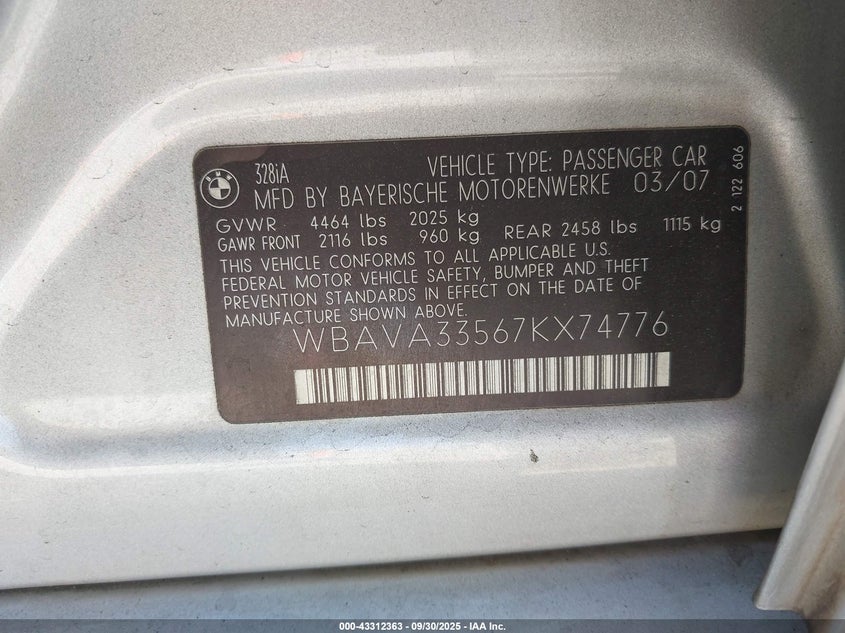 328iA VEHICLE TYPE: PASSENGER CAR
MFD BY BAYERISCHE MOTORENWERKE 03/07
GVWR 4464 lbs 2025 kg
GAWR FRONT 2116 lbs 960 kg REAR 2458 lbs 1115 kg
THIS VEHICLE CONFORMS TO ALL APPLICABLE U.S.
FEDERAL MOTOR VEHICLE SAFETY, BUMPER AND THEFT
PREVENTION STANDARDS IN EFFECT ON THE DATE OF
MANUFACTURE SHOWN ABOVE.
WBAVA33567KX74776
2 122 606
000-43312363 - 09/30/2025 - IAA Inc.